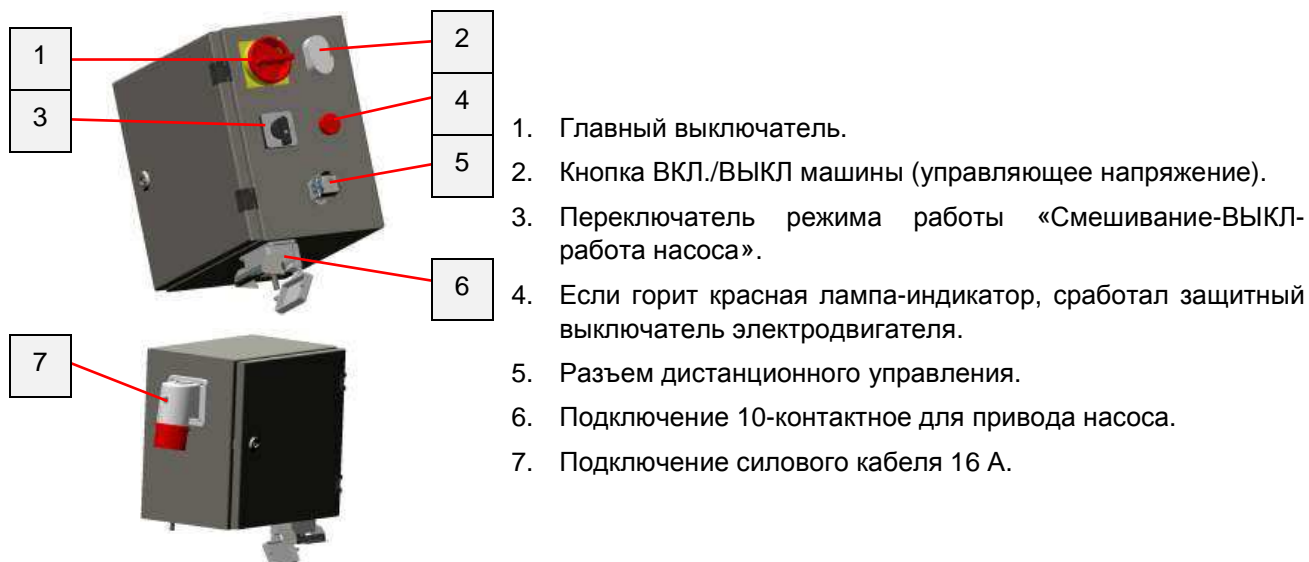 1
2
3
4
5
6
7
1. Главный выключатель.
2. Кнопка ВКЛ./ВЫКЛ машины (управляющее напряжение).
3. Переключатель режима работы «Смешивание-ВЫКЛ-
работа насоса».
4. Если горит красная лампа-индикатор, сработал защитный
выключатель электродвигателя.
5. Разъем дистанционного управления.
6. Подключение 10-контактное для привода насоса.
7. Подключение силового кабеля 16 А.